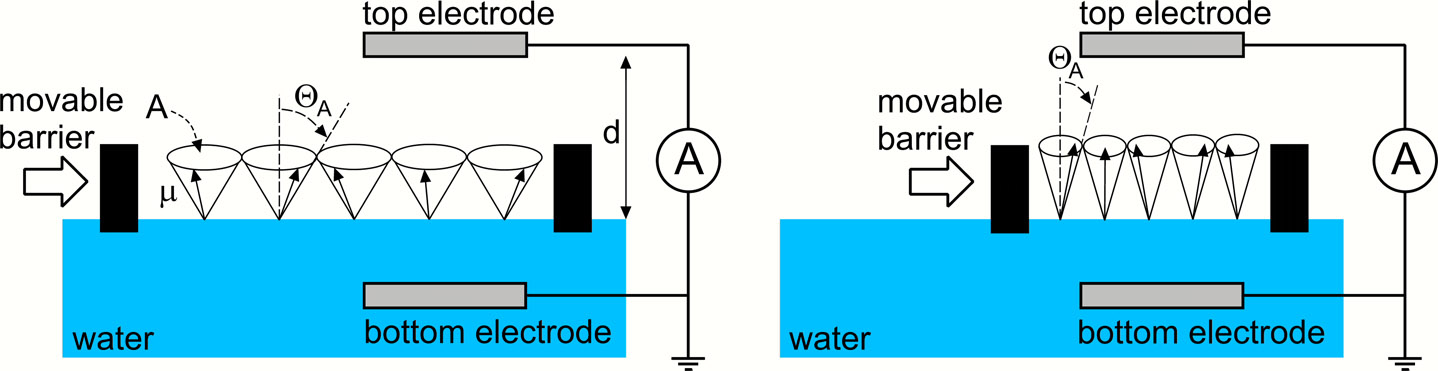 top electrode
movable
barrier
A
Θ_A
d
A
μ
water
bottom electrode
top electrode
Θ_A
movable
barrier
A
water
bottom electrode